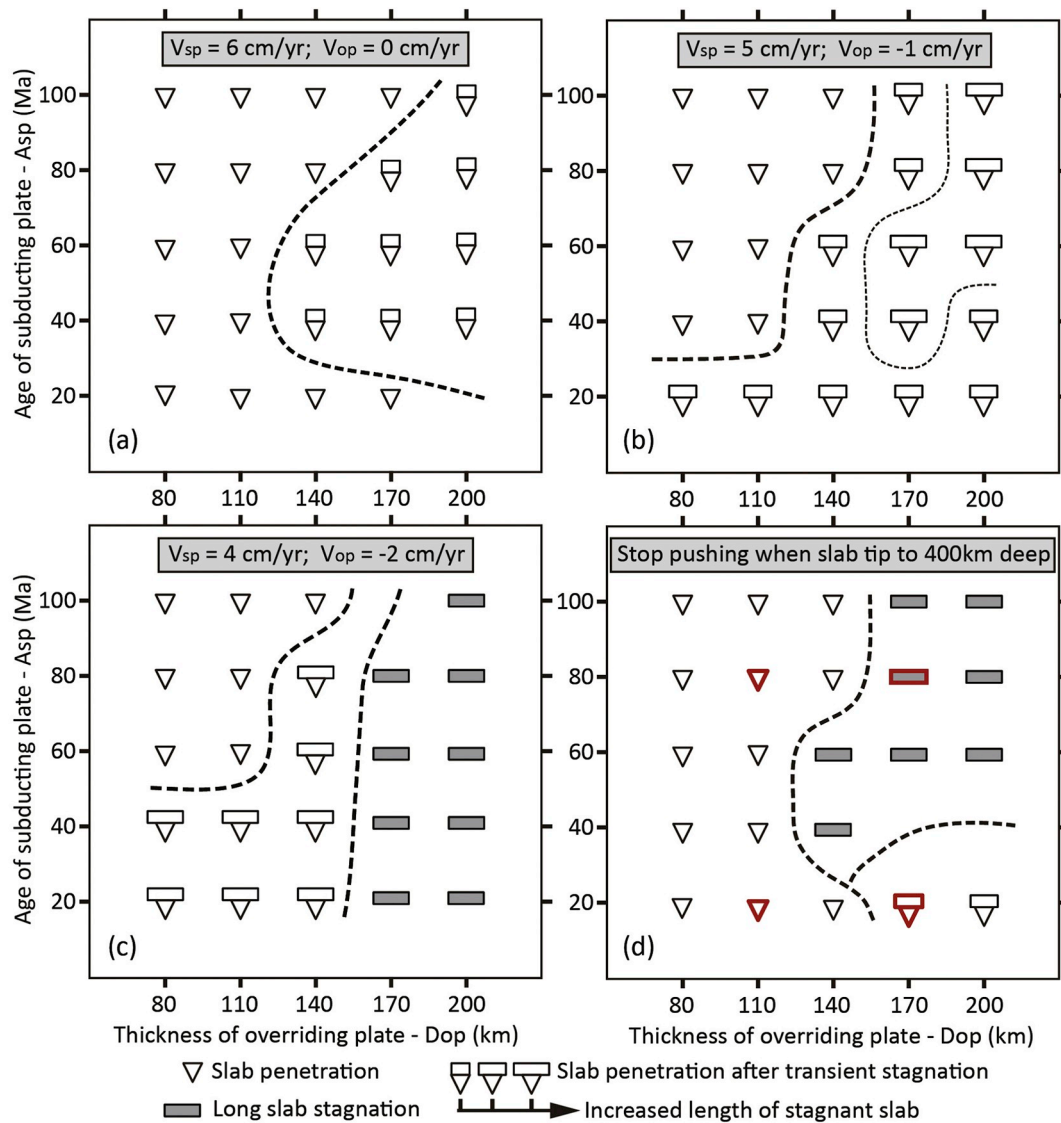 Vsp = 6 cm/yr; Vop = 0 cm/yr
Vsp = 5 cm/yr; Vop = -1 cm/yr
Age of subducting plate - Asp (Ma)
100
80
60
40
20
(a)
80 110 140 170 200
100
80
60
40
20
(b)
80 110 140 170 200
Vsp = 4 cm/yr; Vop = -2 cm/yr
Stop pushing when slab tip to 400km deep
Age of subducting plate - Asp (Ma)
100
80
60
40
20
(c)
80 110 140 170 200
Thickness of overriding plate - Dop (km)
100
80
60
40
20
(d)
80 110 140 170 200
Thickness of overriding plate - Dop (km)
Slab penetration
Slab penetration after transient stagnation
Long slab stagnation
Increased length of stagnant slab